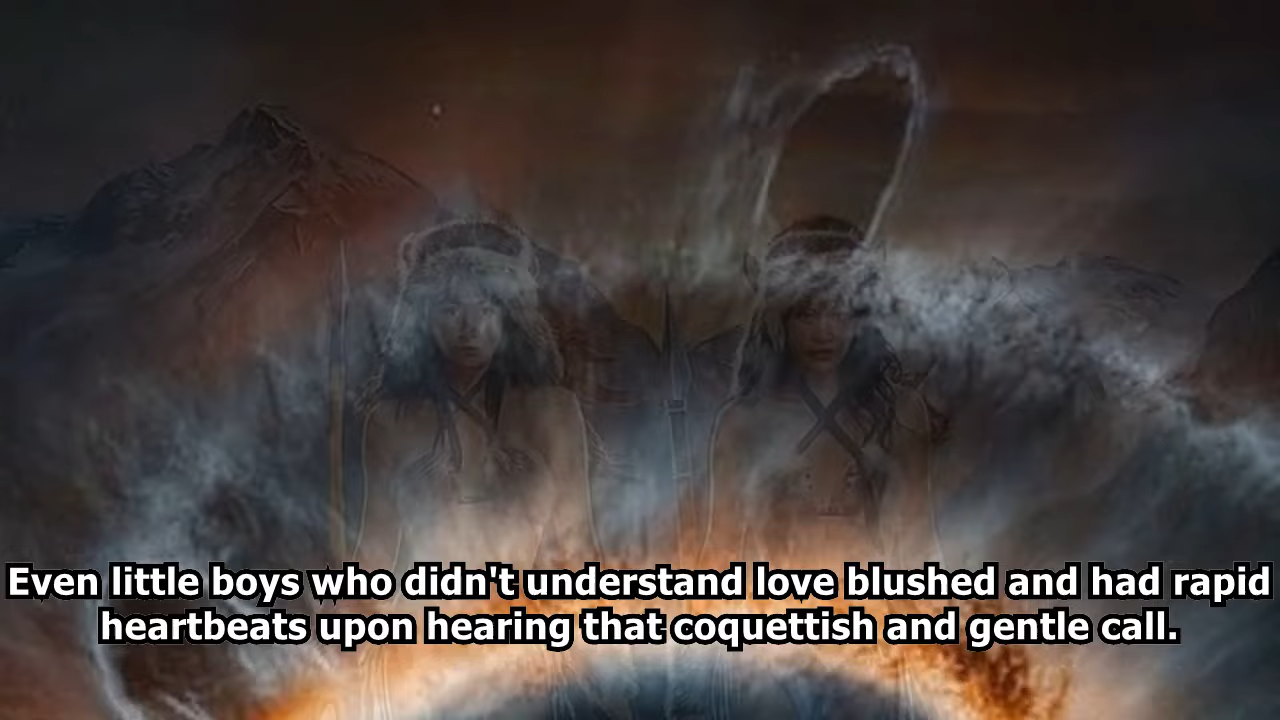 Even little boys who didn't understand love blushed and had rapid
heartbeats upon hearing that coquettish and gentle call.